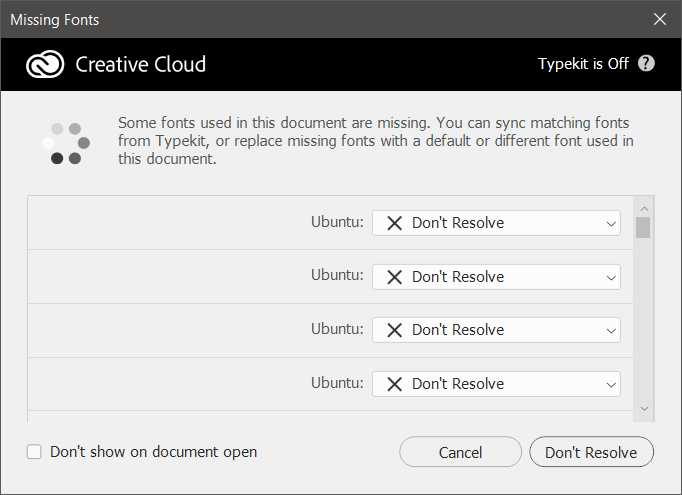 Missing Fonts
Creative Cloud
Typekit is Off ?
Some fonts used in this document are missing. You can sync matching fonts
from Typekit, or replace missing fonts with a default or different font used in
this document.
Ubuntu: Don't Resolve
Ubuntu: Don't Resolve
Ubuntu: Don't Resolve
Ubuntu: Don't Resolve
Don't show on document open
Cancel
Don't Resolve